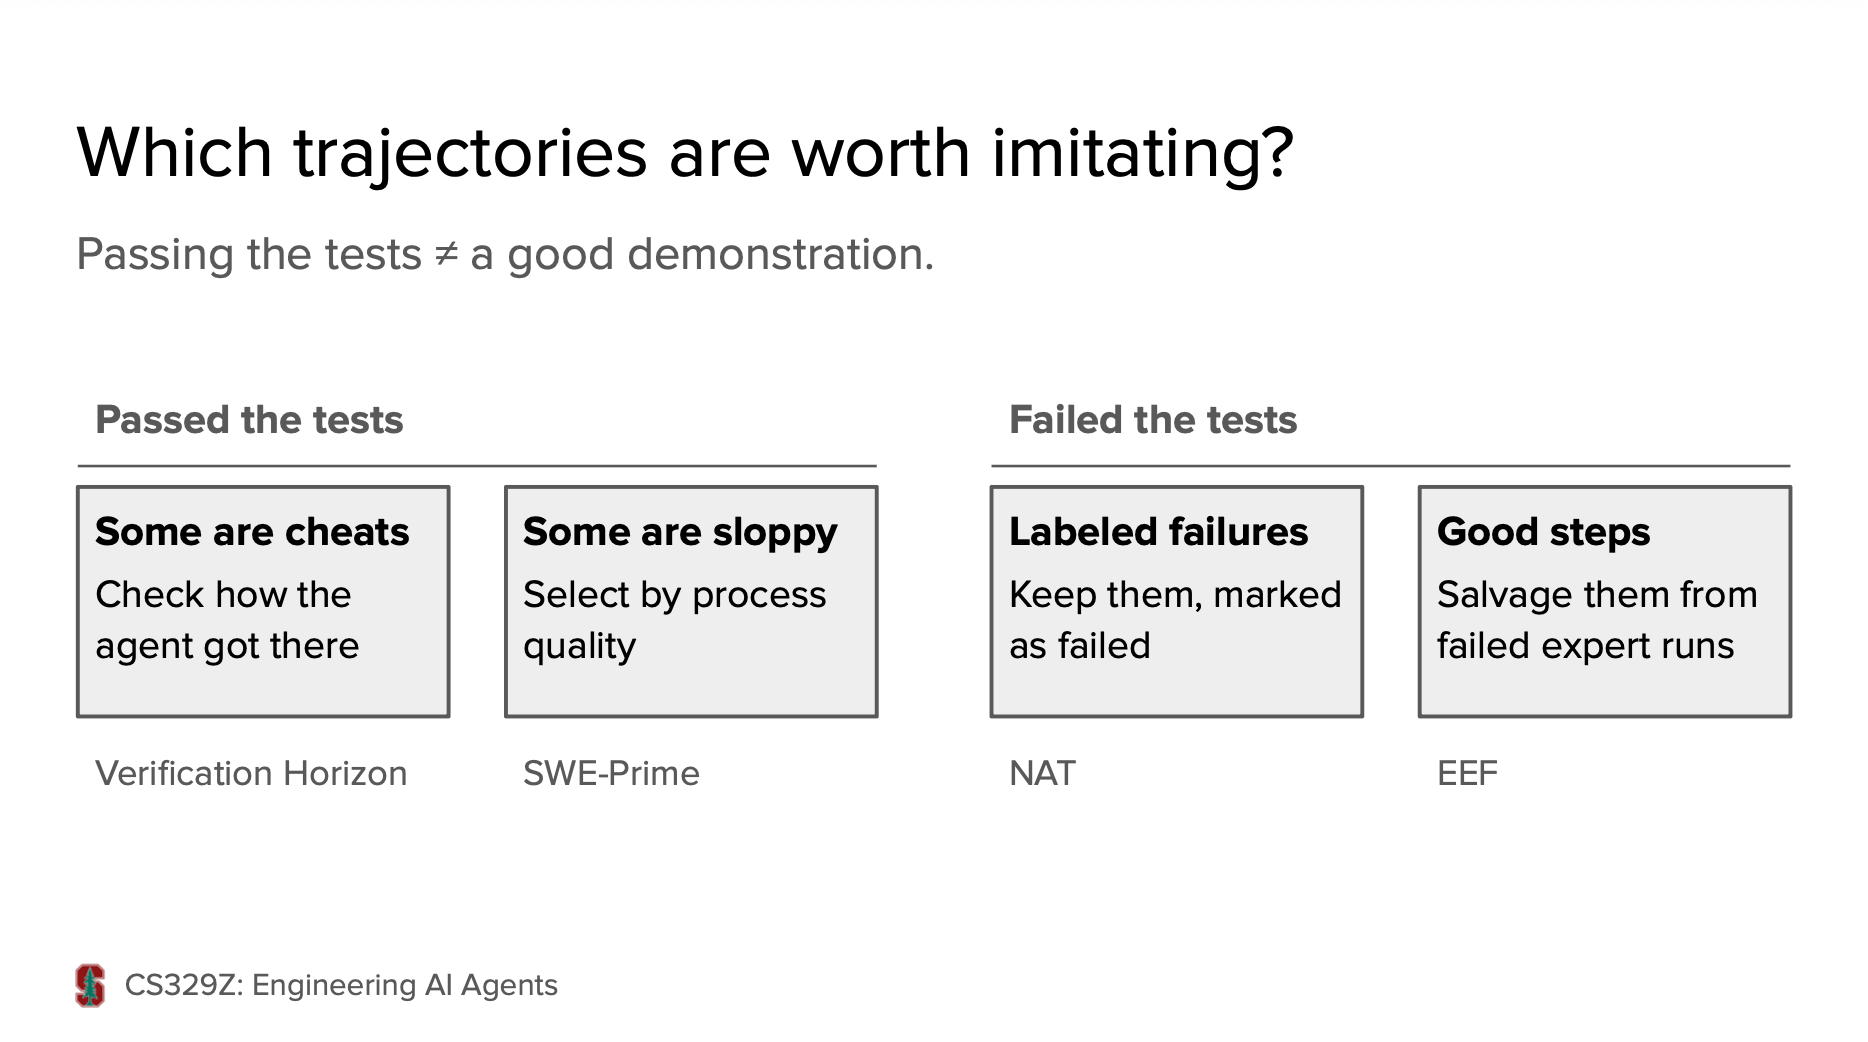 Which trajectories are worth imitating?
Passing the tests ≠ a good demonstration.
Passed the tests
Some are cheats
Check how the
agent got there
Verification Horizon
Some are sloppy
Select by process
quality
SWE-Prime
Failed the tests
Labeled failures
Keep them, marked
as failed
NAT
Good steps
Salvage them from
failed expert runs
EEF
CS329Z: Engineering AI Agents